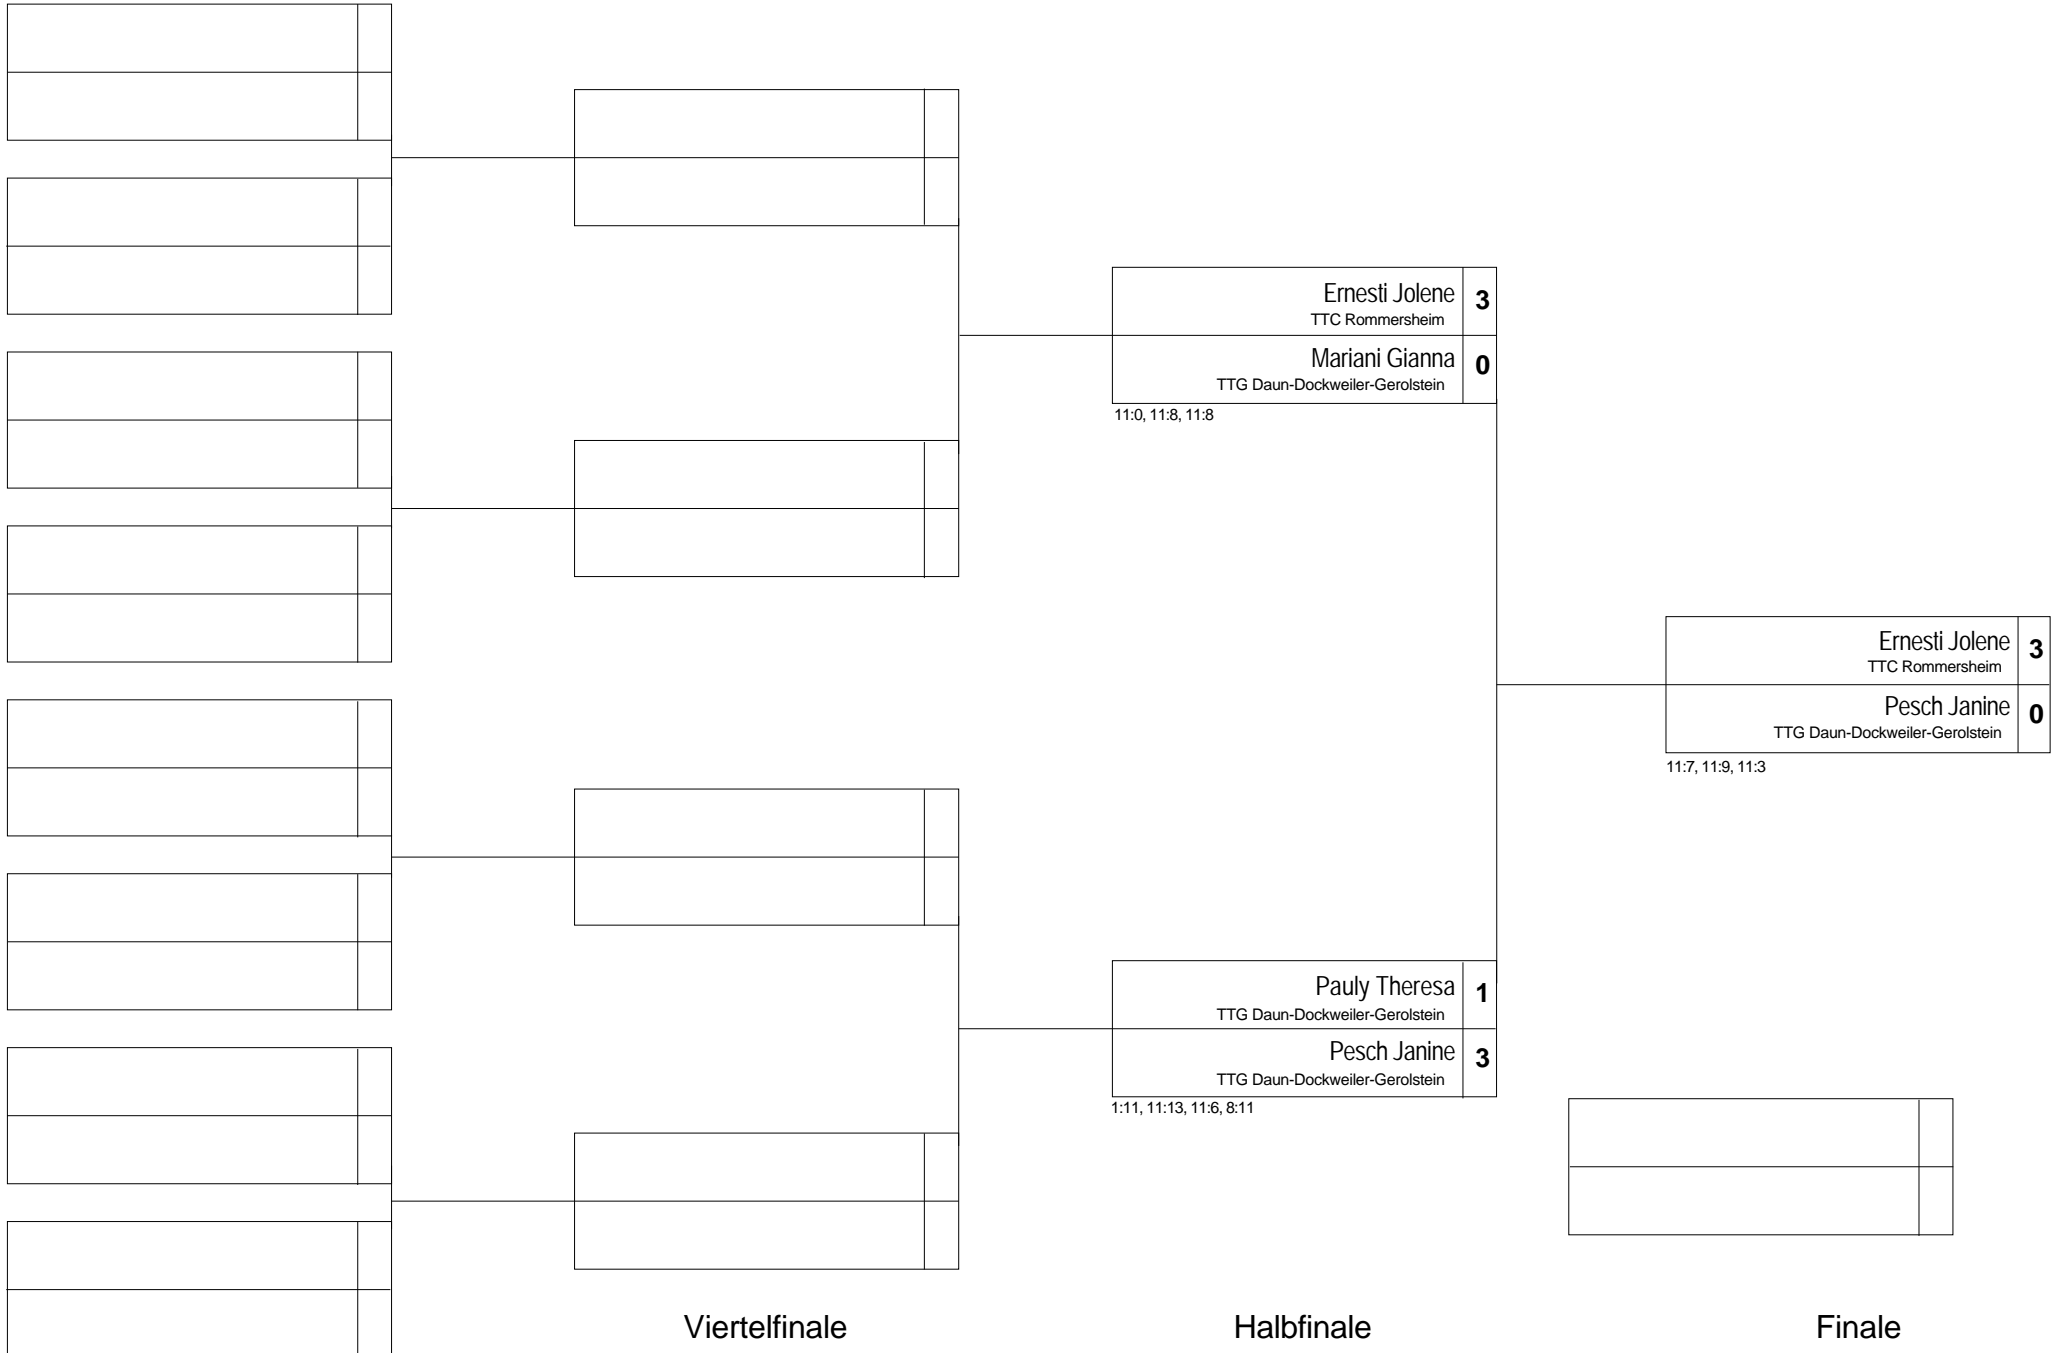 Ernesti Jolene 3
TTC Rommersheim
Mariani Gianna 0
TTG Daun-Dockweiler-Gerolstein
11:0, 11:8, 11:8
Ernesti Jolene 3
TTC Rommersheim
Pesch Janine 0
TTG Daun-Dockweiler-Gerolstein
11:7, 11:9, 11:3
Pauly Theresa 1
TTG Daun-Dockweiler-Gerolstein
Pesch Janine 3
TTG Daun-Dockweiler-Gerolstein
1:11, 11:13, 11:6, 8:11
Viertelfinale Halbfinale Finale